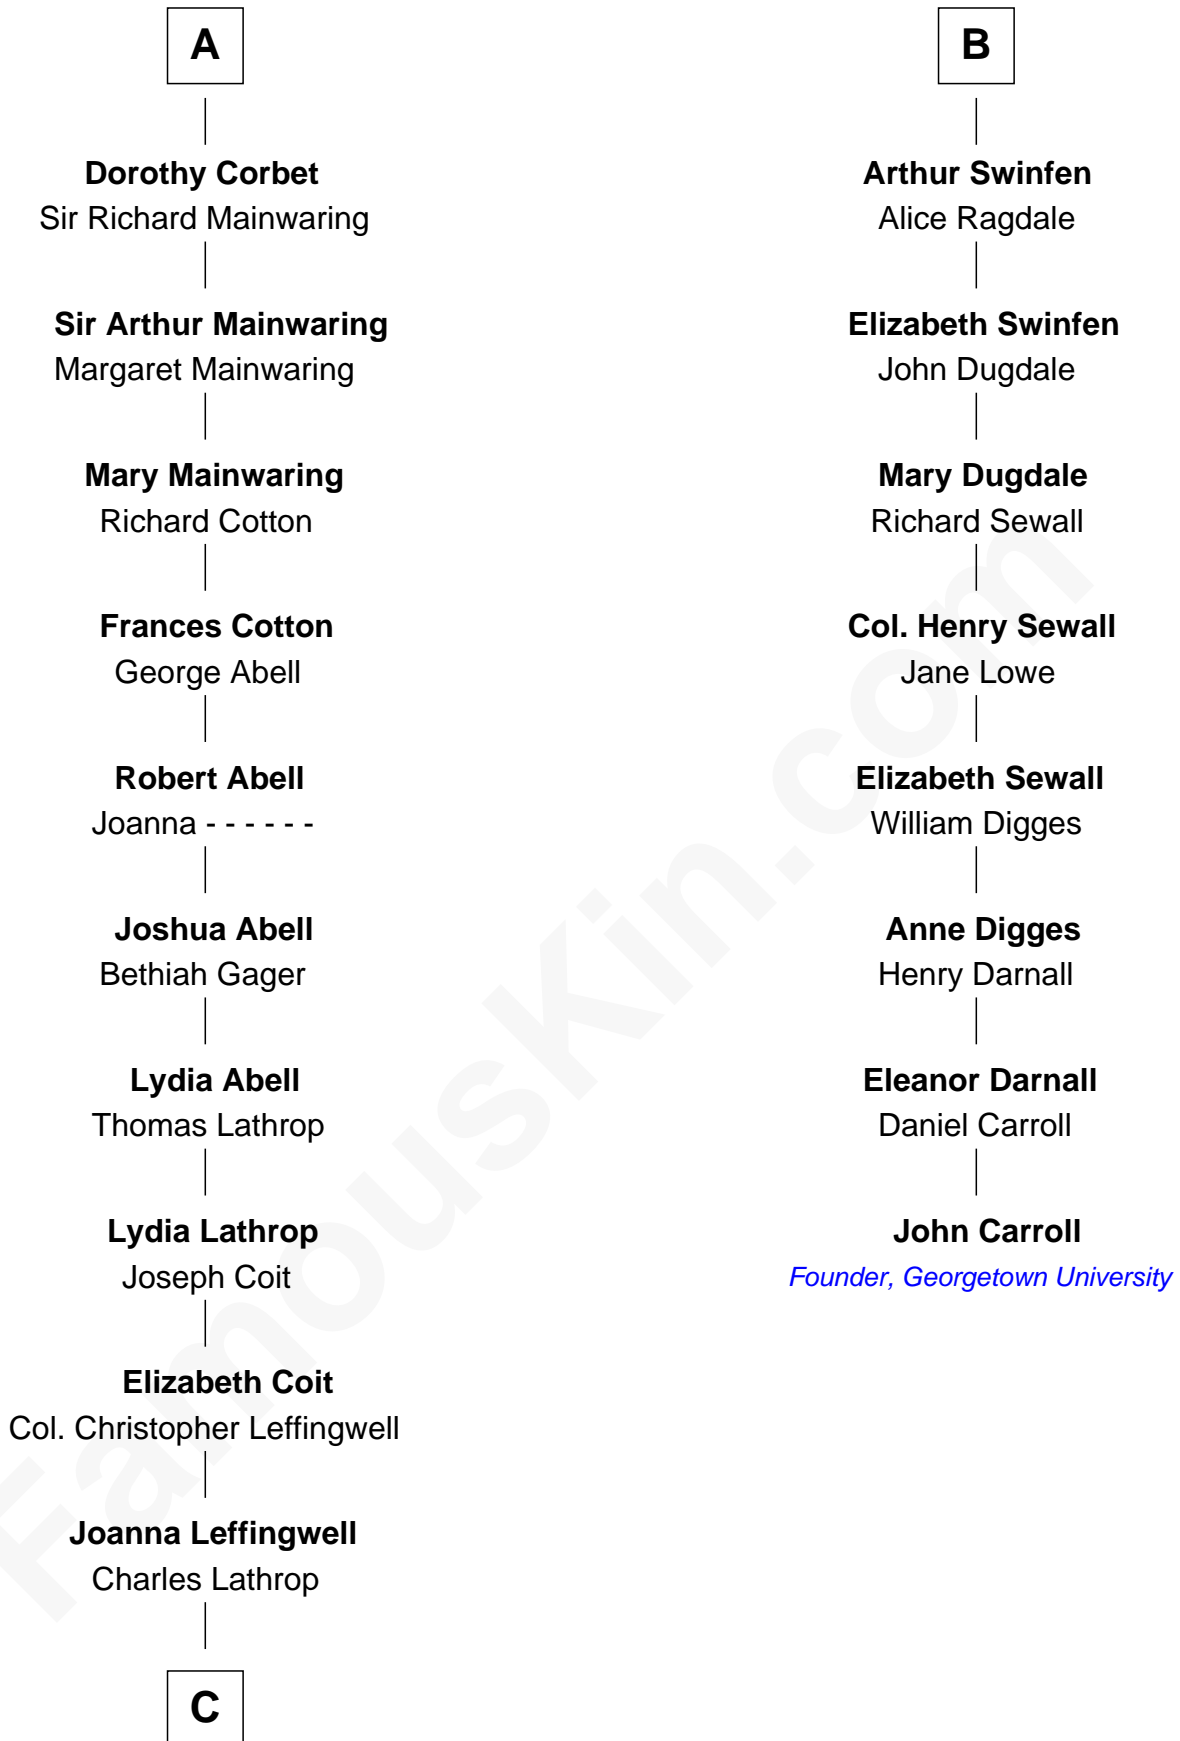 A
Dorothy Corbet
Sir Richard Mainwaring
Sir Arthur Mainwaring
Margaret Mainwaring
Mary Mainwaring
Richard Cotton
Frances Cotton
George Abell
Robert Abell
Joanna - - - - - -
Joshua Abell
Bethiah Gager
Lydia Abell
Thomas Lathrop
Lydia Lathrop
Joseph Coit
Elizabeth Coit
Col. Christopher Leffingwell
Joanna Leffingwell
Charles Lathrop
C
B
Arthur Swinfen
Alice Ragdale
Elizabeth Swinfen
John Dugdale
Mary Dugdale
Richard Sewall
Col. Henry Sewall
Jane Lowe
Elizabeth Sewall
William Digges
Anne Digges
Henry Darnall
Eleanor Darnall
Daniel Carroll
John Carroll
Founder, Georgetown University
FamousKin.com